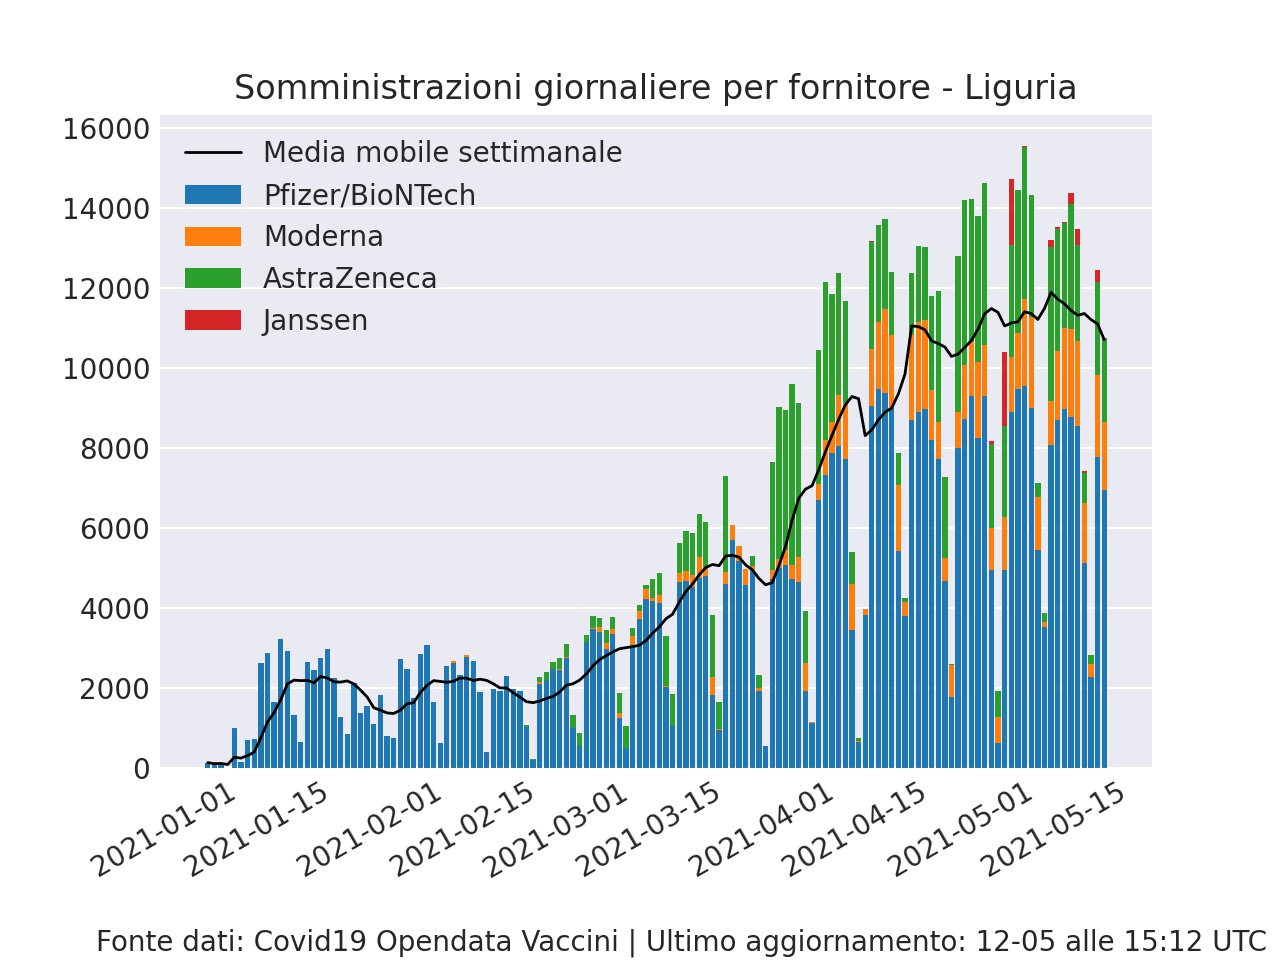 Somministrazioni giornaliere per fornitore - Liguria
16000
14000
12000
10000
8000
6000
4000
2000
0
Media mobile settimanale
Pfizer/BioNTech
Moderna
AstraZeneca
Janssen
2021-01-01
2021-01-15
2021-02-01
2021-02-15
2021-03-01
2021-03-15
2021-04-01
2021-04-15
2021-05-01
2021-05-15
Fonte dati: Covid19 Opendata Vaccini | Ultimo aggiornamento: 12-05 alle 15:12 UTC